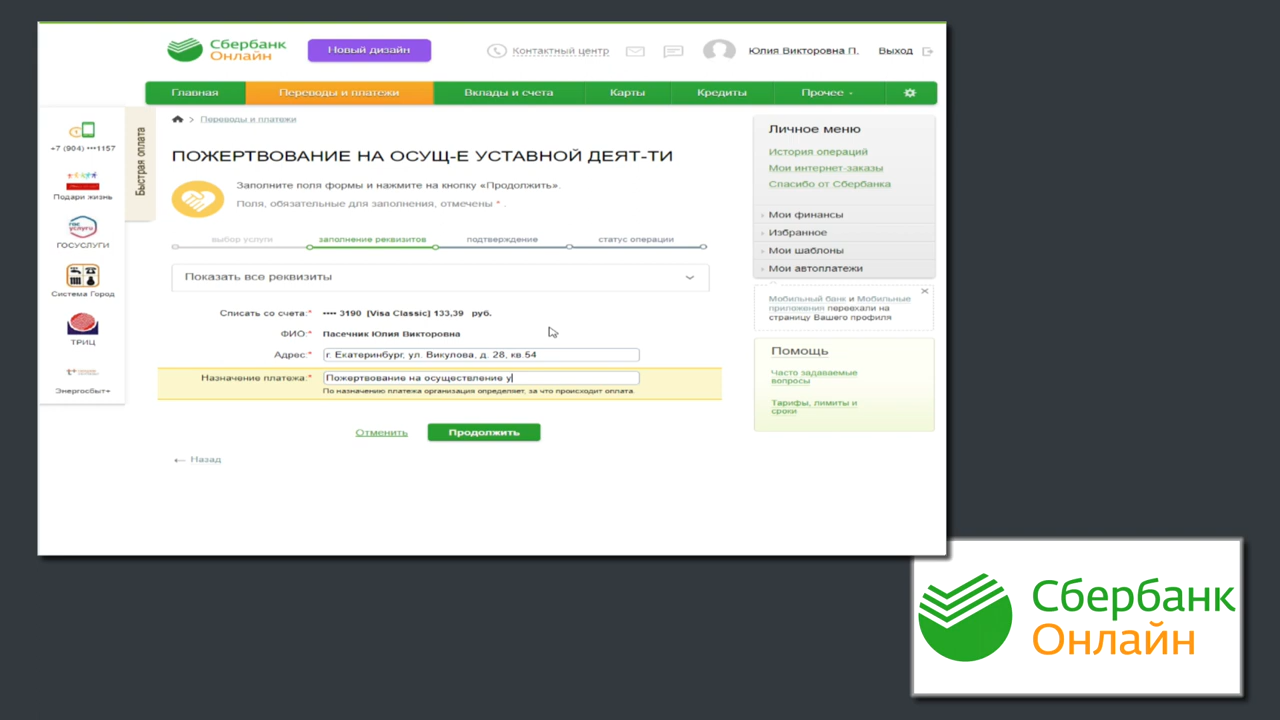 Сбербанк
Онлайн
Новый дизайн
Контактный центр
Юлия Викторовна П.
Выход
Главная
Переводы и платежи
Вклады и счета
Карты
Кредиты
Прочее
Быстрая оплата
+7 (904) ···1157
Подари жизнь
гос
услуги
ГОСУСЛУГИ
Система Город
ТРИЦ
Энергосбыт+
> Переводы и платежи
ПОЖЕРТВОВАНИЕ НА ОСУЩ-Е УСТАВНОЙ ДЕЯТ-ТИ
Заполните поля формы и нажмите на кнопку «Продолжить».
Поля, обязательные для заполнения, отмечены * .
выбор услуги
заполнение реквизитов
подтверждение
статус операции
Показать все реквизиты
Списать со счета:* •••• 3190 [Visa Classic] 133,39 руб.
ФИО:* Пасечник Юлия Викторовна
Адрес:* г. Екатеринбург, ул. Викулова, д. 28, кв.54
Назначение платежа:* Пожертвование на осуществление у
По назначению платежа организация определяет, за что происходит оплата.
Отменить
Продолжить
← Назад
Личное меню
История операций
Мои интернет-заказы
Спасибо от Сбербанка
Мои финансы
Избранное
Мои шаблоны
Мои автоплатежи
Мобильный банк и Мобильные
приложения переехали на
страницу Вашего профиля
Помощь
Часто задаваемые
вопросы
Тарифы, лимиты и
сроки
Сбербанк
Онлайн